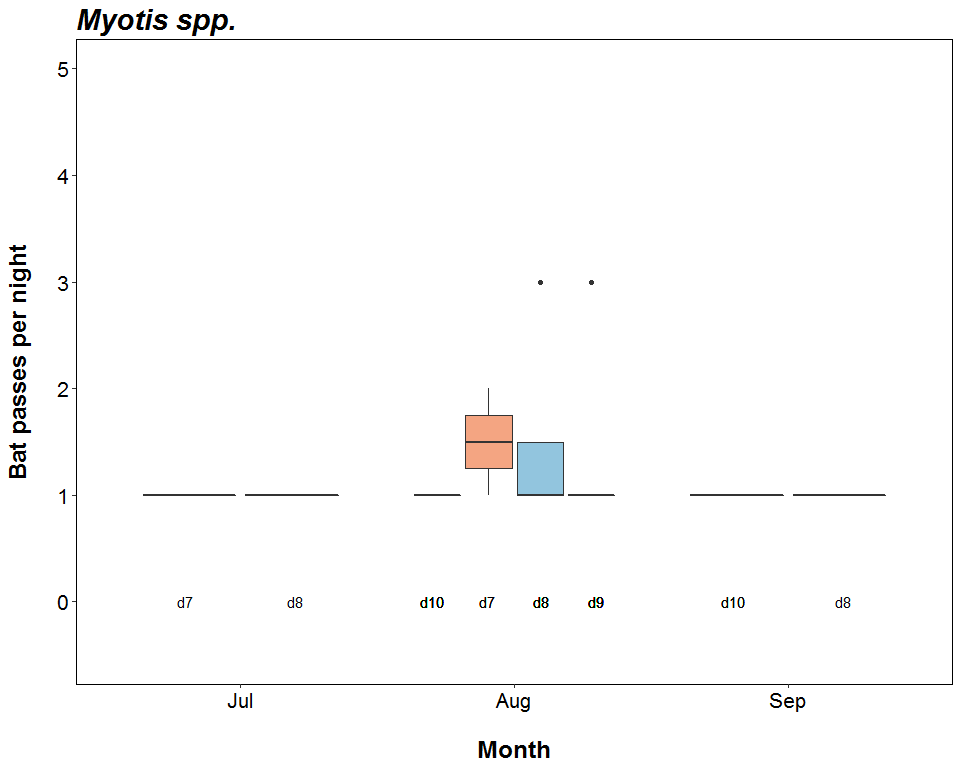 Myotis spp.
Bat passes per night
5
4
3
2
1
0
d7 d8 d10 d7 d8 d9 d10 d8
Jul Aug Sep
Month